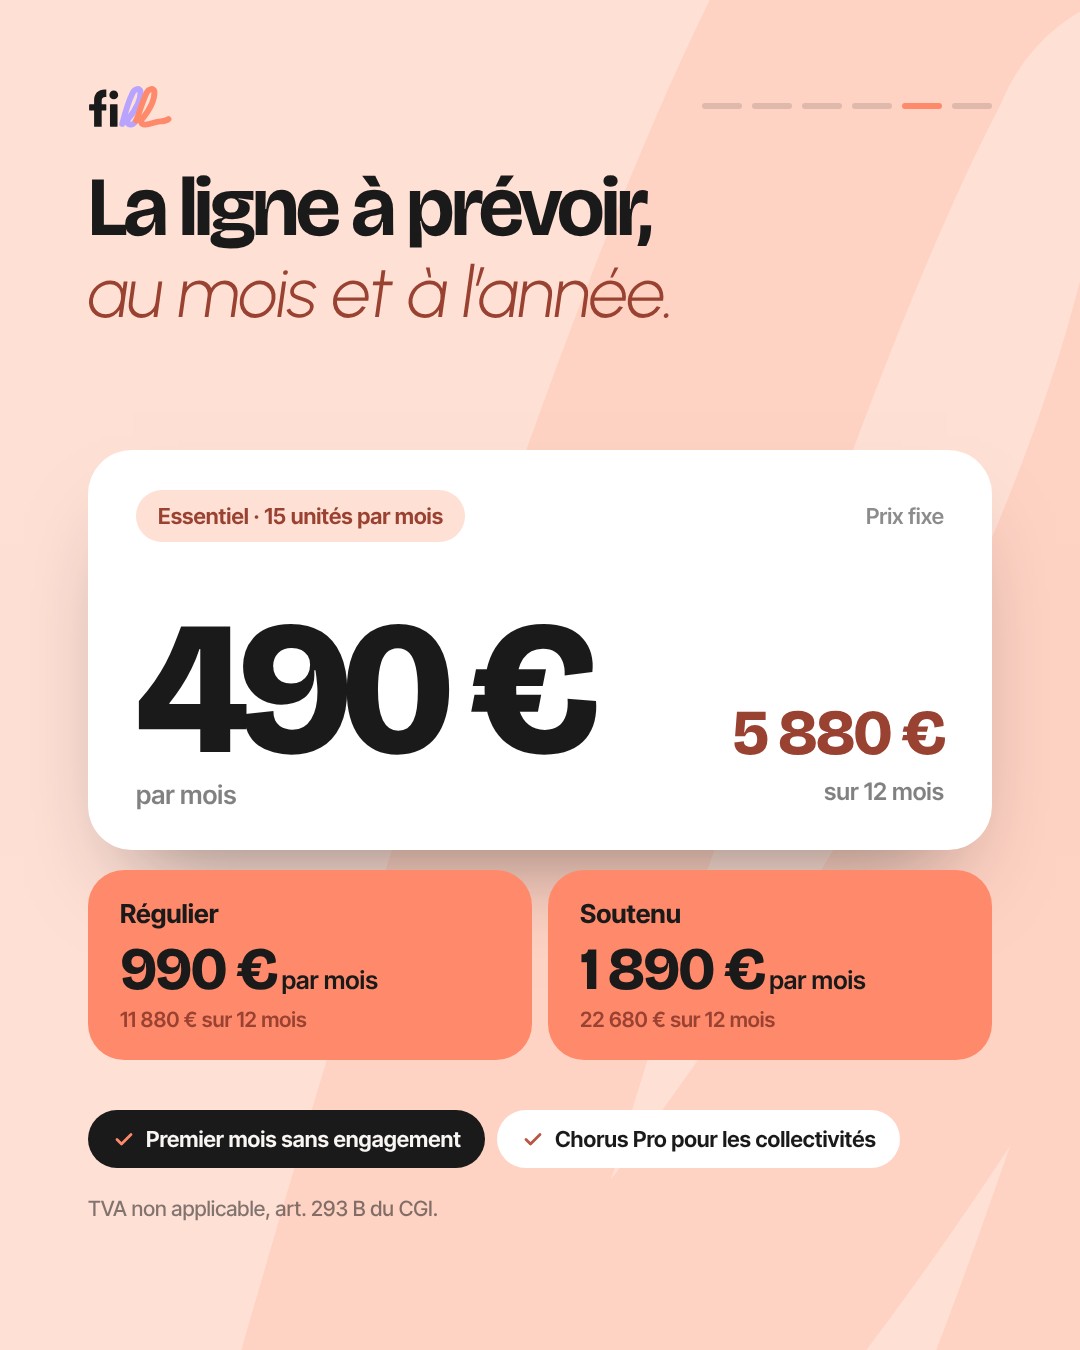 fill
La ligne à prévoir,
au mois et à l'année.
Essentiel · 15 unités par mois
Prix fixe
490 €
par mois
5 880 €
sur 12 mois
Régulier
990 € par mois
11 880 € sur 12 mois
Soutenu
1 890 € par mois
22 680 € sur 12 mois
Premier mois sans engagement
Chorus Pro pour les collectivités
TVA non applicable, art. 293 B du CGI.